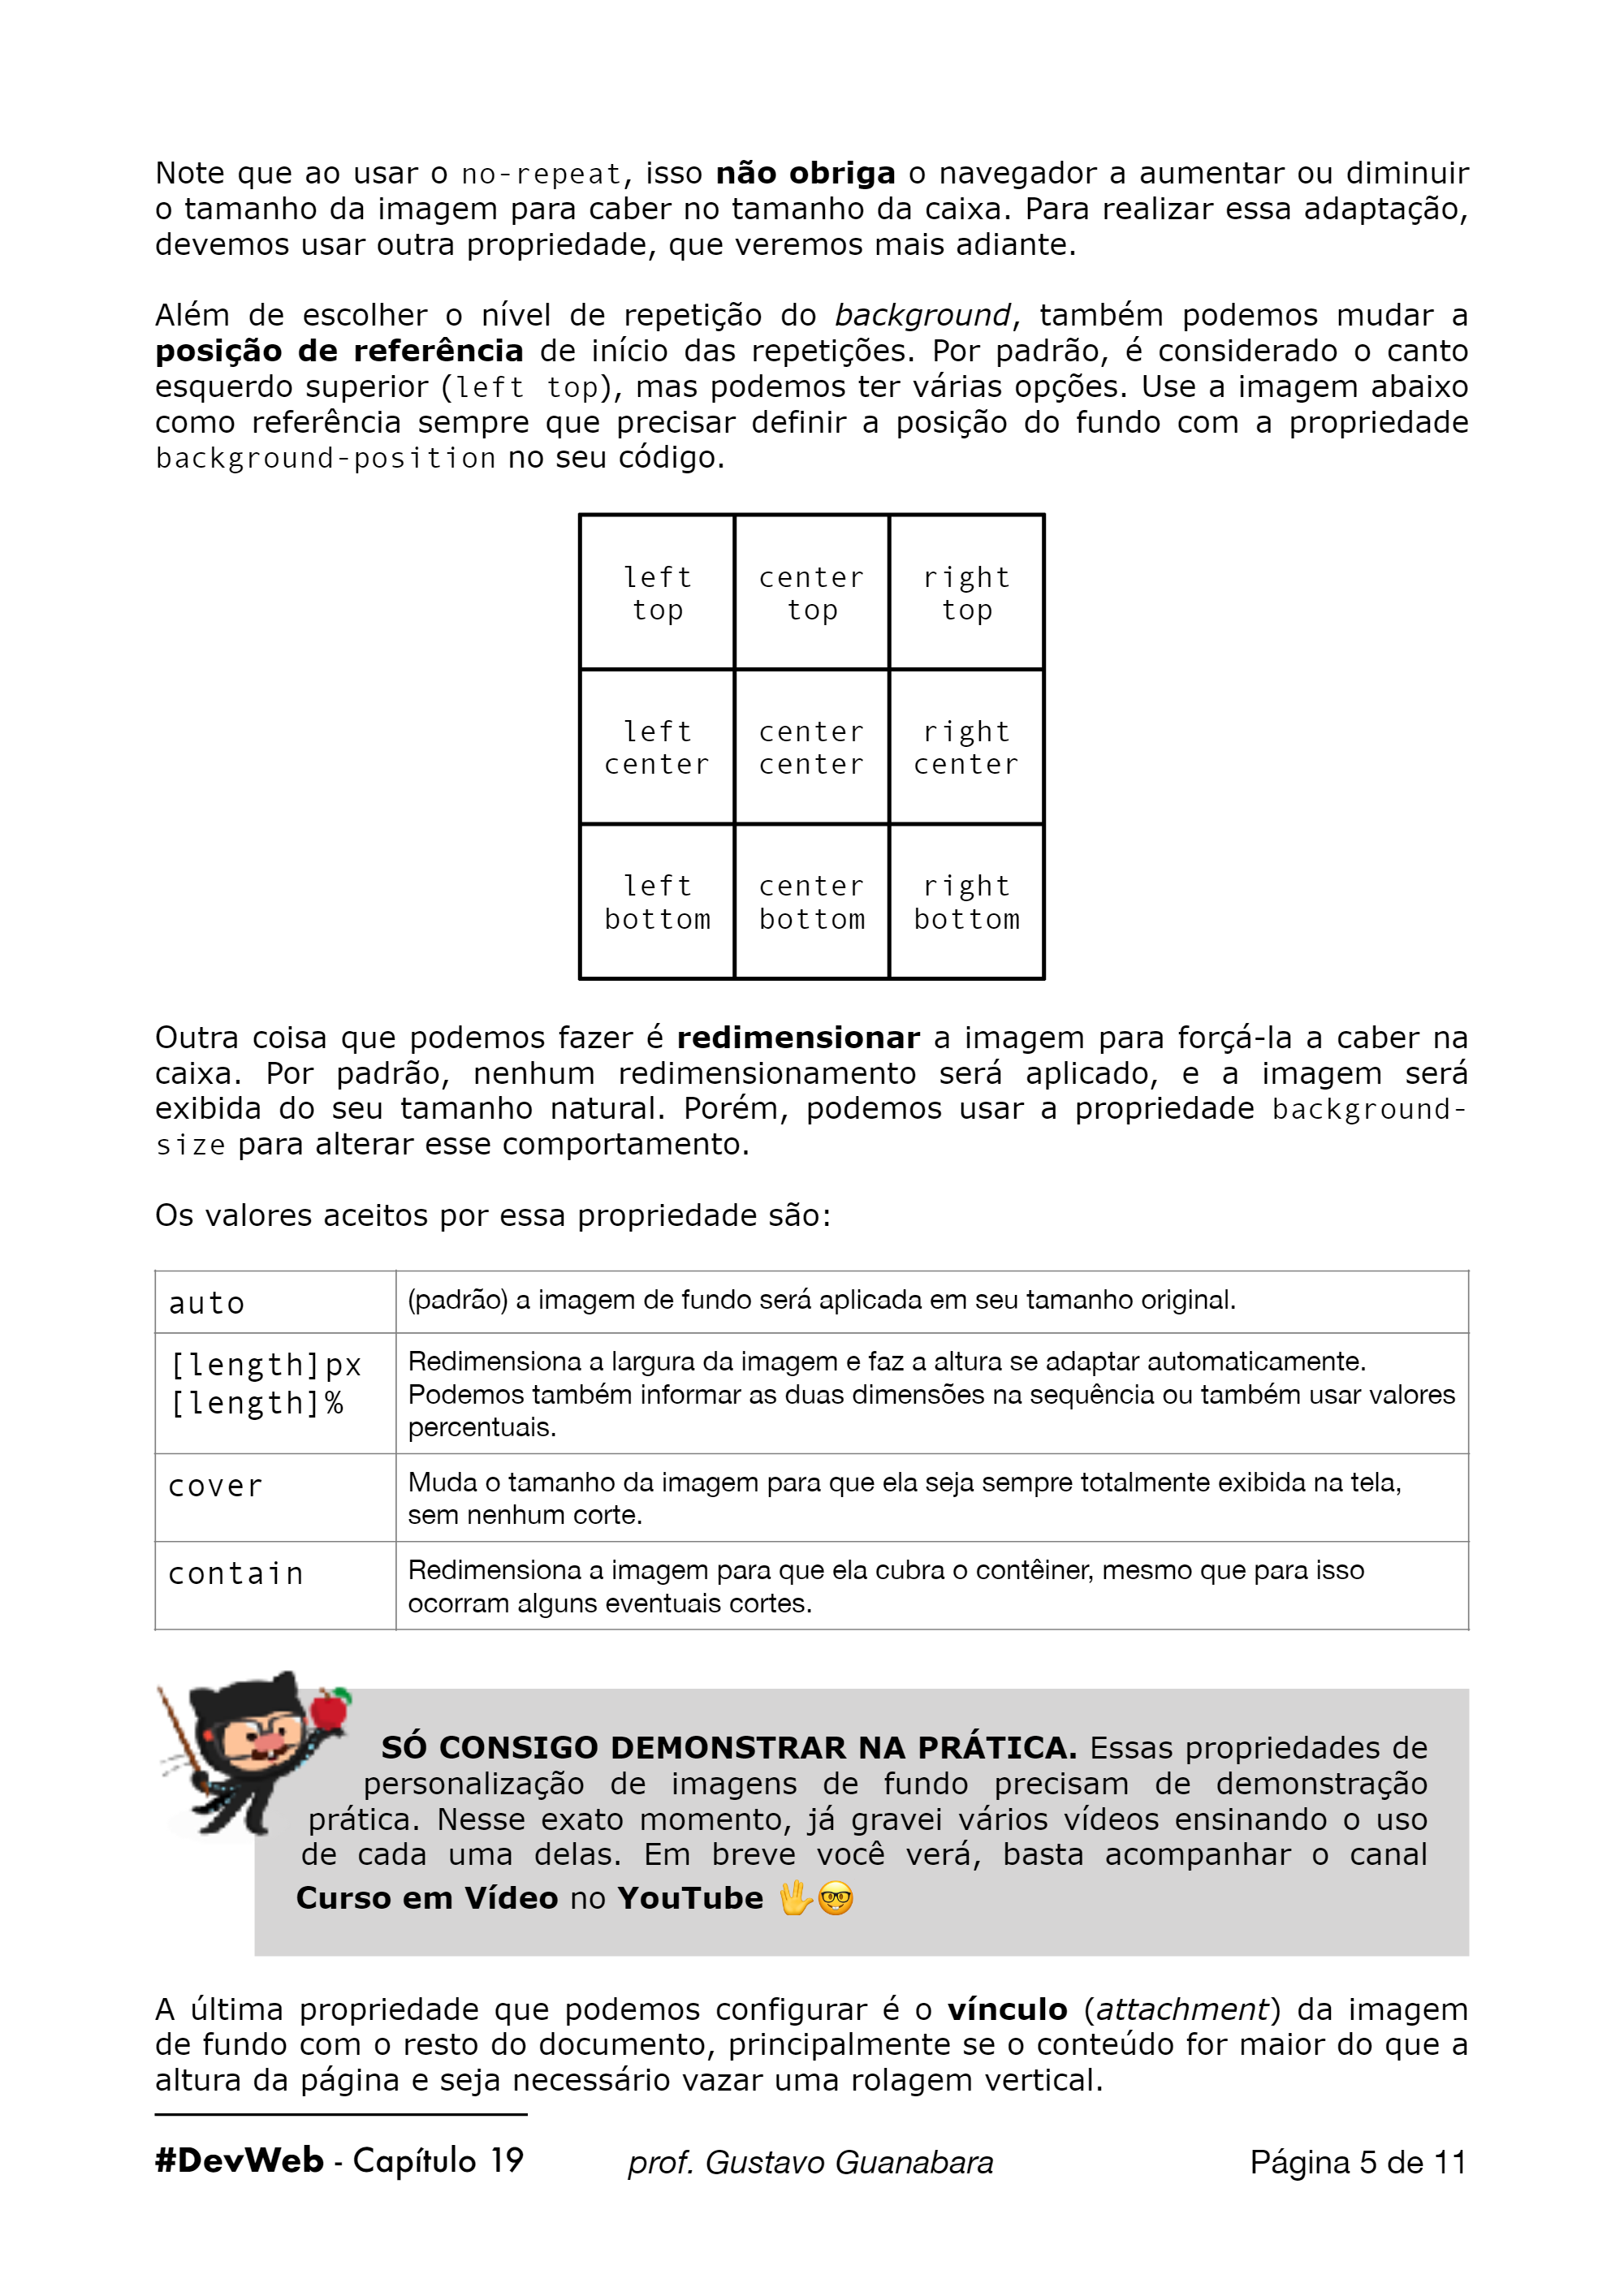 Note que ao usar o no-repeat, isso não obriga o navegador a aumentar ou diminuir
o tamanho da imagem para caber no tamanho da caixa. Para realizar essa adaptação,
devemos usar outra propriedade, que veremos mais adiante.
Além de escolher o nível de repetição do background, também podemos mudar a
posição de referência de início das repetições. Por padrão, é considerado o canto
esquerdo superior (left top), mas podemos ter várias opções. Use a imagem abaixo
como referência sempre que precisar definir a posição do fundo com a propriedade
background-position no seu código.
left center right
top top top
left center right
center center center
left center right
bottom bottom bottom
Outra coisa que podemos fazer é redimensionar a imagem para forçá-la a caber na
caixa. Por padrão, nenhum redimensionamento será aplicado, e a imagem será
exibida do seu tamanho natural. Porém, podemos usar a propriedade background-
size para alterar esse comportamento.
Os valores aceitos por essa propriedade são:
auto (padrão) a imagem de fundo será aplicada em seu tamanho original.
[length]px Redimensiona a largura da imagem e faz a altura se adaptar automaticamente.
[length]% Podemos também informar as duas dimensões na sequência ou também usar valores
percentuais.
cover Muda o tamanho da imagem para que ela seja sempre totalmente exibida na tela,
sem nenhum corte.
contain Redimensiona a imagem para que ela cubra o contêiner, mesmo que para isso
ocorram alguns eventuais cortes.
SÓ CONSIGO DEMONSTRAR NA PRÁTICA. Essas propriedades de
personalização de imagens de fundo precisam de demonstração
prática. Nesse exato momento, já gravei vários vídeos ensinando o uso
de cada uma delas. Em breve você verá, basta acompanhar o canal
Curso em Vídeo no YouTube 🖖🤓
A última propriedade que podemos configurar é o vínculo (attachment) da imagem
de fundo com o resto do documento, principalmente se o conteúdo for maior do que a
altura da página e seja necessário vazar uma rolagem vertical.
#DevWeb - Capítulo 19 prof. Gustavo Guanabara Página 5 de 11